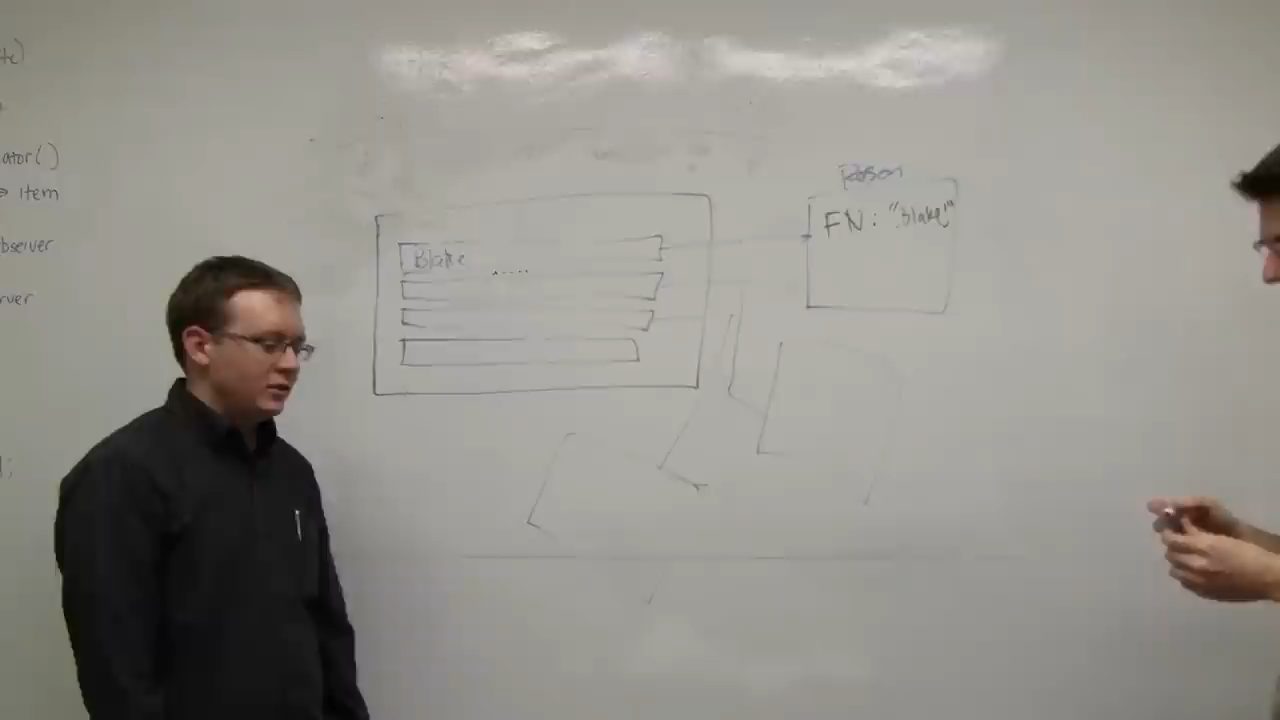 ator()
→ item
bserver
rver
;
Person
FN: "Blake"
Blake
.....